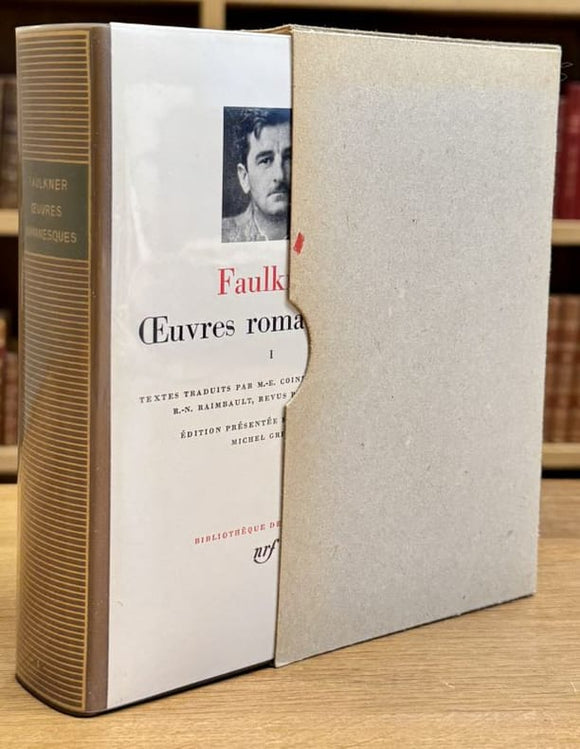 FAULKNER
ŒUVRES
ROMANESQUES
Faulk
Œuvres roma
I
TEXTES TRADUITS PAR M.-E. COIN
R.-N. RAIMBAULT, REVUS
ÉDITION PRÉSENTÉE
MICHEL GRE
BIBLIOTHÈQUE DE
nrf